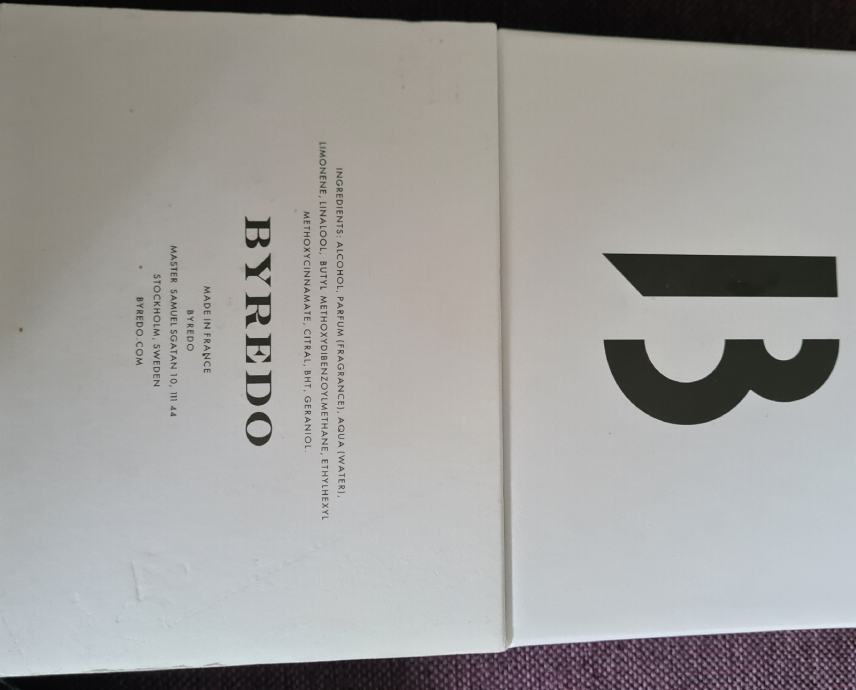 B
INGREDIENTS: ALCOHOL, PARFUM (FRAGRANCE), AQUA (WATER),
LIMONENE, LINALOOL, BUTYL METHOXYDIBENZOYLMETHANE, ETHYLHEXYL
METHOXYCINNAMATE, CITRAL, BHT, GERANIOL.
BYREDO
MADE IN FRANCE
BYREDO
MASTER SAMUELSGATAN 10, 111 44
STOCKHOLM, SWEDEN
BYREDO.COM